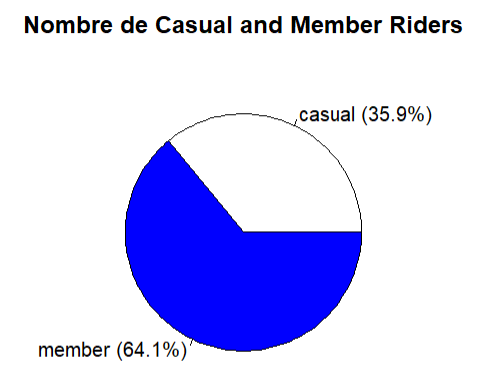 Nombre de Casual and Member Riders
casual (35.9%)
member (64.1%)